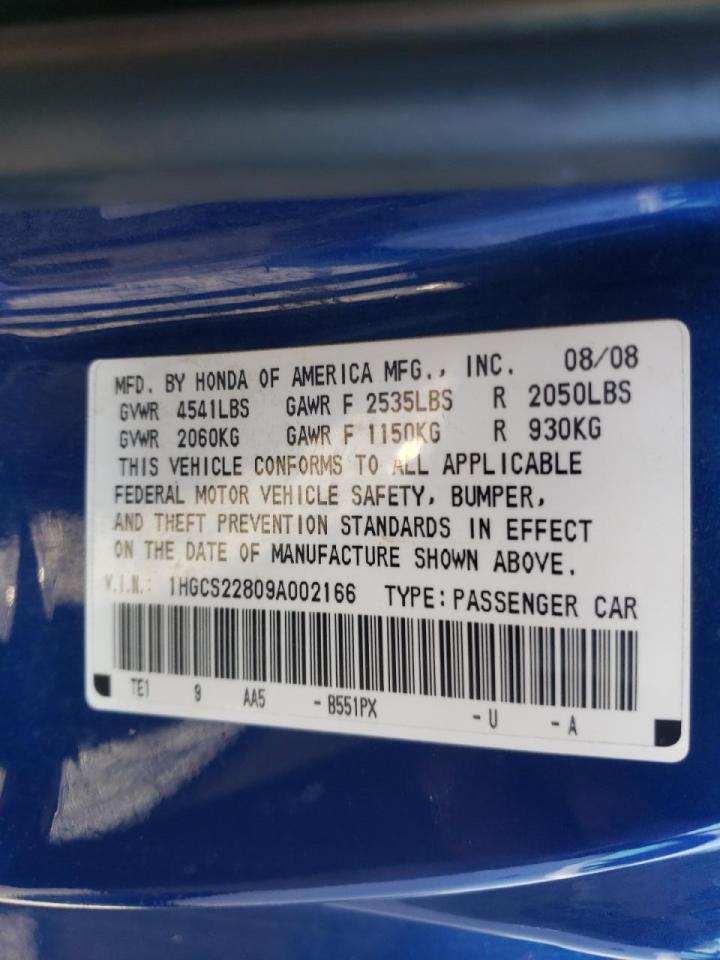 MFD. BY HONDA OF AMERICA MFG., INC. 08/08
GVWR 4541LBS GAWR F 2535LBS R 2050LBS
GVWR 2060KG GAWR F 1150KG R 930KG
THIS VEHICLE CONFORMS TO ALL APPLICABLE
FEDERAL MOTOR VEHICLE SAFETY, BUMPER,
AND THEFT PREVENTION STANDARDS IN EFFECT
ON THE DATE OF MANUFACTURE SHOWN ABOVE.
V.I.N.: 1HGCS22809A002166 TYPE:PASSENGER CAR
TE1 9 AA5 - B551PX - U - A